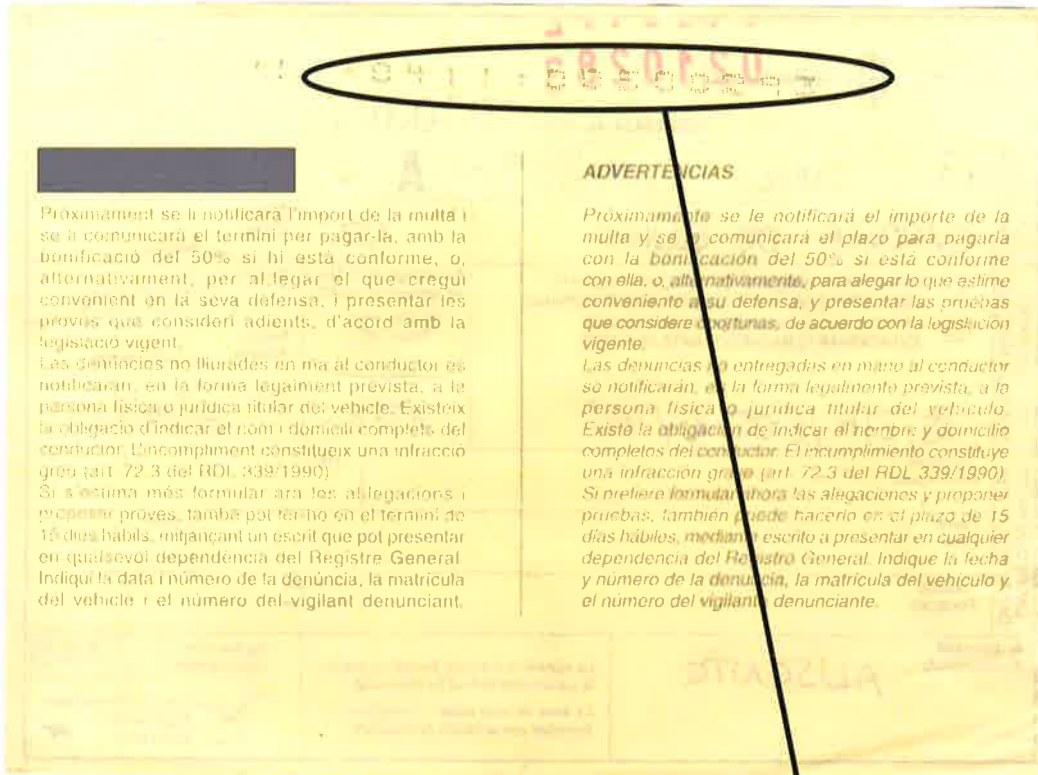 Pròximament se li notificarà l'import de la multa i
se li comunicarà el termini per pagar-la, amb la
bonificació del 50% si hi està conforme, o,
alternativament, per al.legar el que cregui
convenient en la seva defensa, i presentar les
proves que consideri adients, d'acord amb la
legislació vigent.
Les denúncies no lliurades en mà al conductor es
notificaran, en la forma legalment prevista, a la
persona física o jurídica titular del vehicle. Existeix
la obligació d'indicar el nom i domicili complets del
conductor. L'incompliment constitueix una infracció
greu (art. 72.3 del RDL 339/1990)
Si s'estima més formular ara les al.legacions i
proposar proves, també pot fer-ho en el termini de
15 dies hàbils, mitjançant un escrit que pot presentar
en qualsevol dependència del Registre General.
Indiqui la data i número de la denúncia, la matrícula
del vehicle i el número del vigilant denunciant.
ADVERTENCIAS
Próximamente se le notificará el importe de la
multa y se le comunicará el plazo para pagarla
con la bonificación del 50% si está conforme
con ella, o, alternativamente, para alegar lo que estime
conveniente a su defensa, y presentar las pruebas
que considere oportunas, de acuerdo con la legislación
vigente.
Las denuncias no entregadas en mano al conductor
se notificarán, en la forma legalmente prevista, a la
persona física o jurídica titular del vehículo.
Existe la obligación de indicar el nombre y domicilio
completos del conductor. El incumplimiento constituye
una infracción grave (art. 72.3 del RDL 339/1990)
Si prefiere formular ahora las alegaciones y proponer
pruebas, también puede hacerlo en el plazo de 15
días hábiles, mediante escrito a presentar en cualquier
dependencia del Registro General. Indique la fecha
y número de la denuncia, la matrícula del vehículo y
el número del vigilante denunciante.